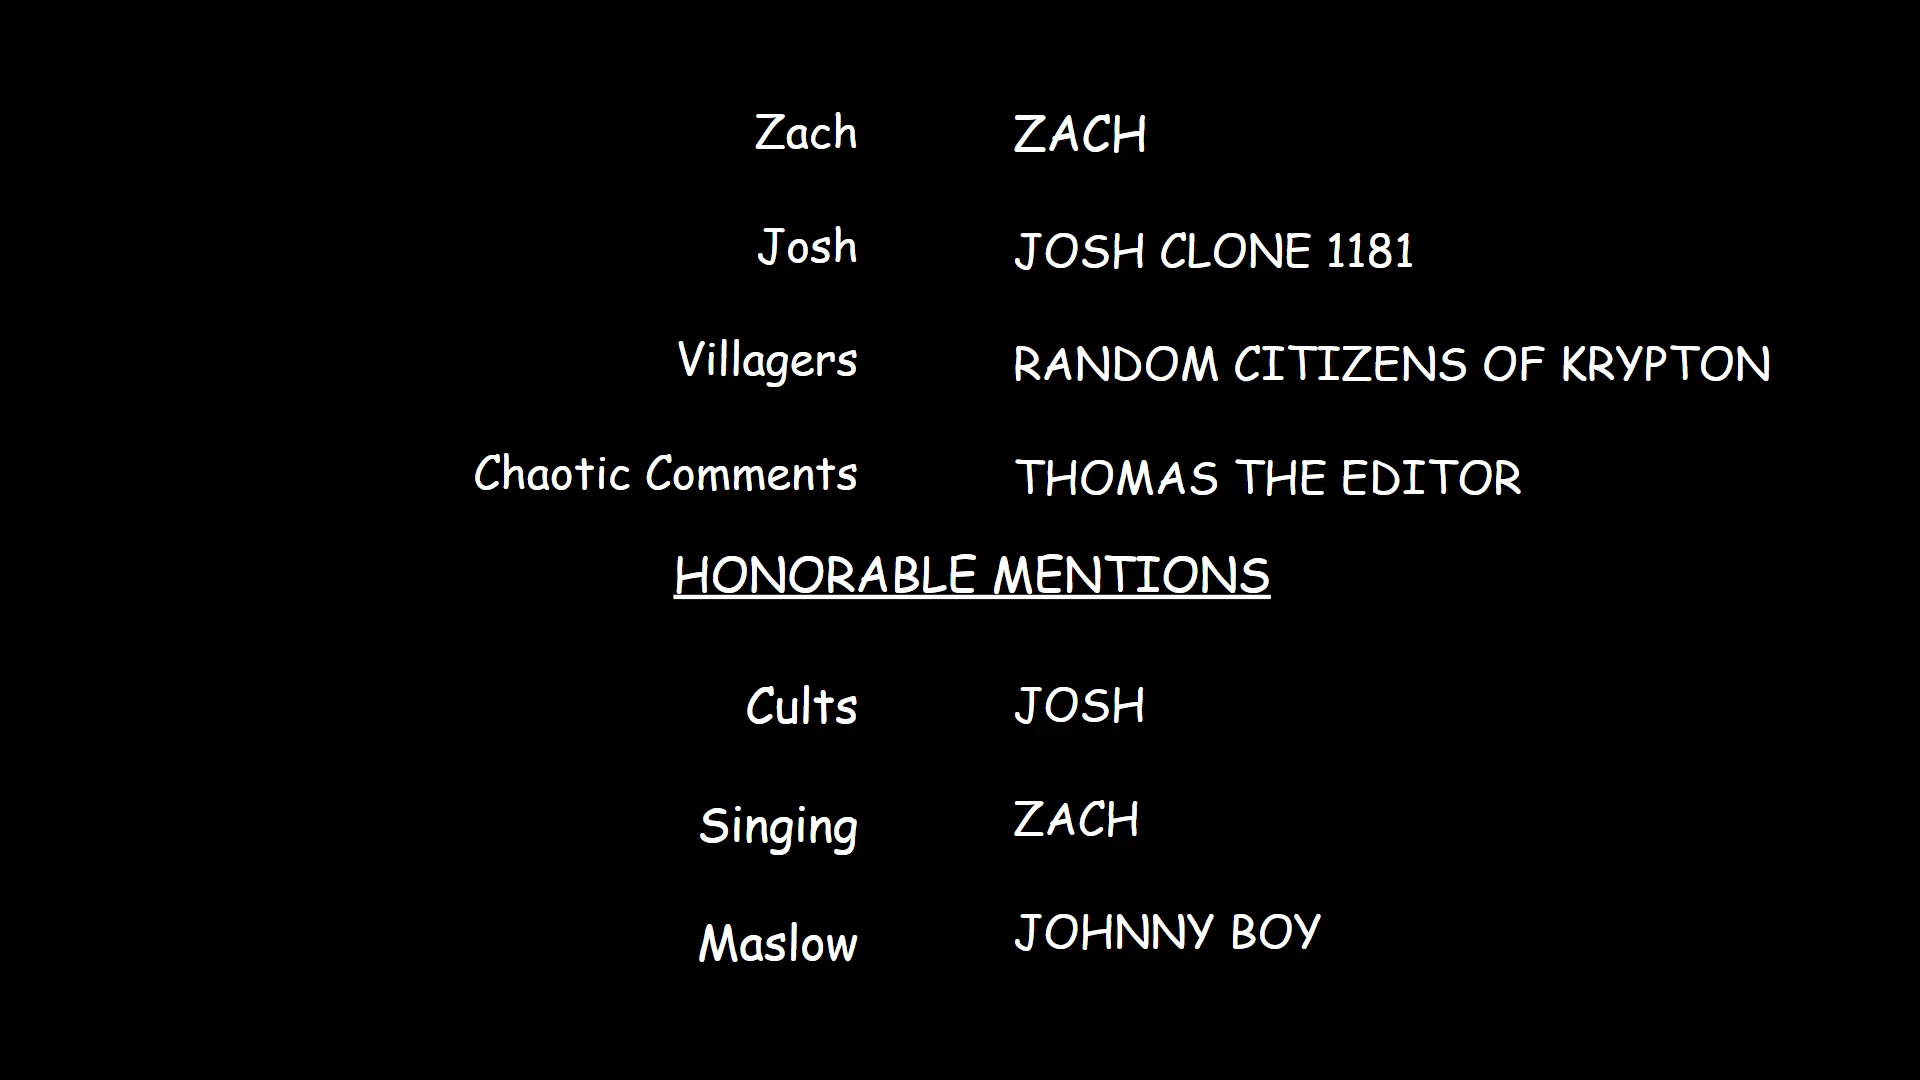 Zach ZACH
Josh JOSH CLONE 1181
Villagers RANDOM CITIZENS OF KRYPTON
Chaotic Comments THOMAS THE EDITOR
HONORABLE MENTIONS
Cults JOSH
Singing ZACH
Maslow JOHNNY BOY